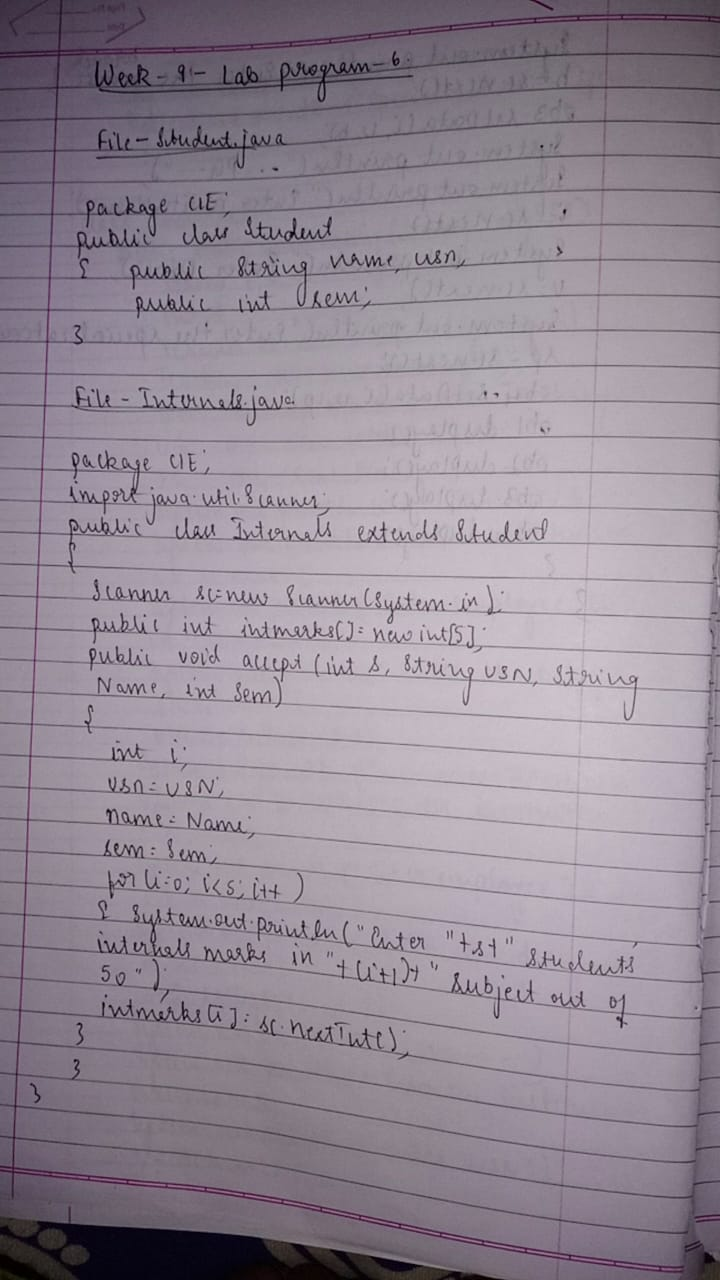 Week - 9 - Lab program - 6.
File - Student.java
package CIE;
public class Student
{ public String name, usn,
public int sem;
}
File - Internals.java
package CIE;
import java.util.Scanner;
public class Internals extends Student
{
Scanner sc=new Scanner(System.in);
public int intmarks[]=new int[5];
public void accept (int s, String USN, String
Name, int Sem)
{
int i;
usn=USN;
name=Name;
sem=Sem;
for(i=0; i<5; i++)
{ System.out.println("Enter "+s+" students
internals marks in "+(i+1)+" subject out of
50");
intmarks[i]=sc.nextInt();
}
}
}